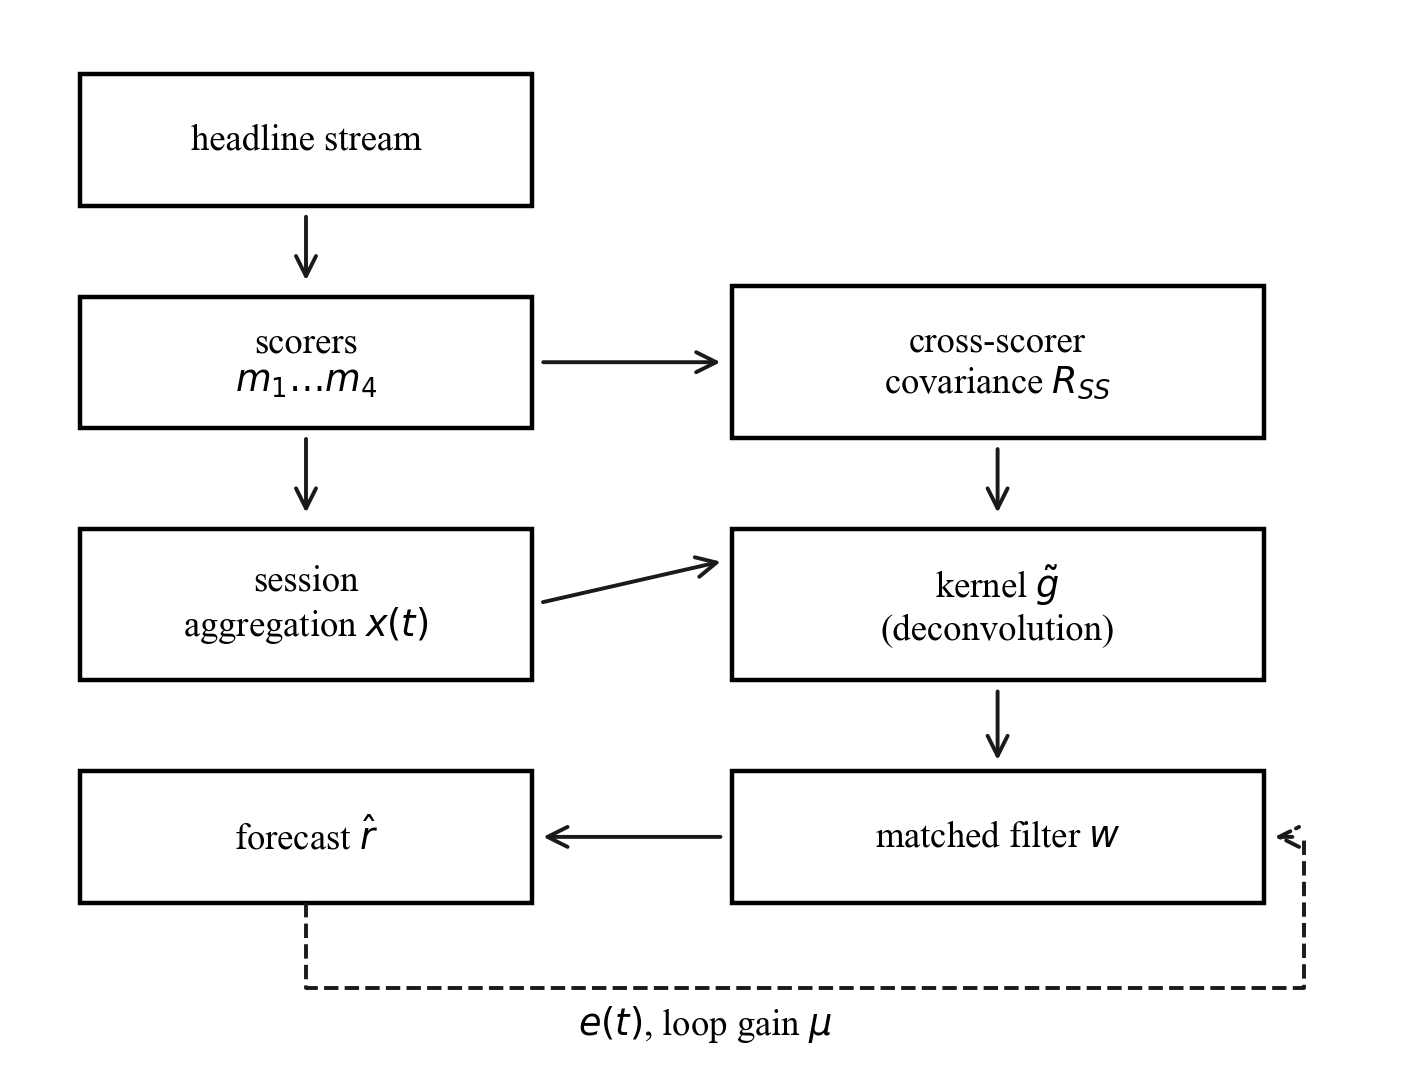 headline stream
scorers
m₁…m₄
cross-scorer
covariance R_SS
session
aggregation x(t)
kernel g̃
(deconvolution)
forecast r̂
matched filter w
e(t), loop gain μ